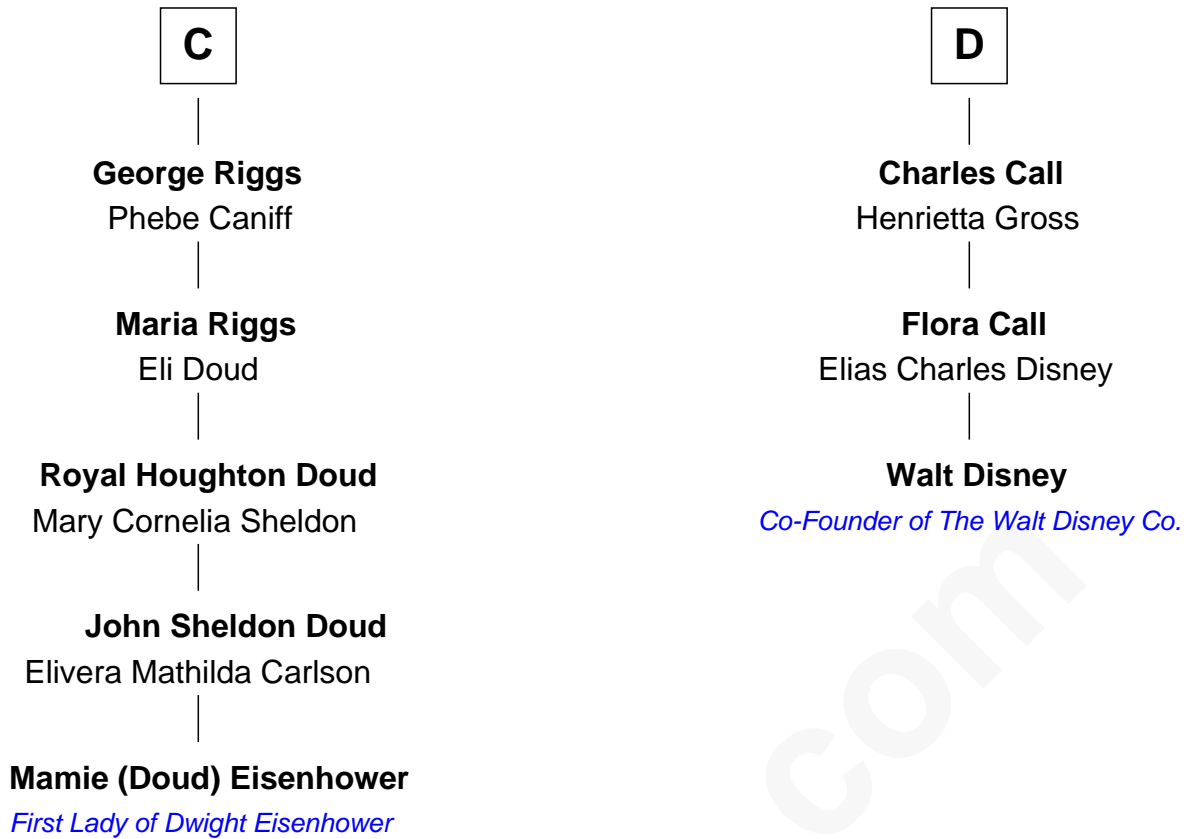 C
George Riggs
Phebe Caniff
Maria Riggs
Eli Doud
Royal Houghton Doud
Mary Cornelia Sheldon
John Sheldon Doud
Elivera Mathilda Carlson
Mamie (Doud) Eisenhower
First Lady of Dwight Eisenhower
D
Charles Call
Henrietta Gross
Flora Call
Elias Charles Disney
Walt Disney
Co-Founder of The Walt Disney Co.
com